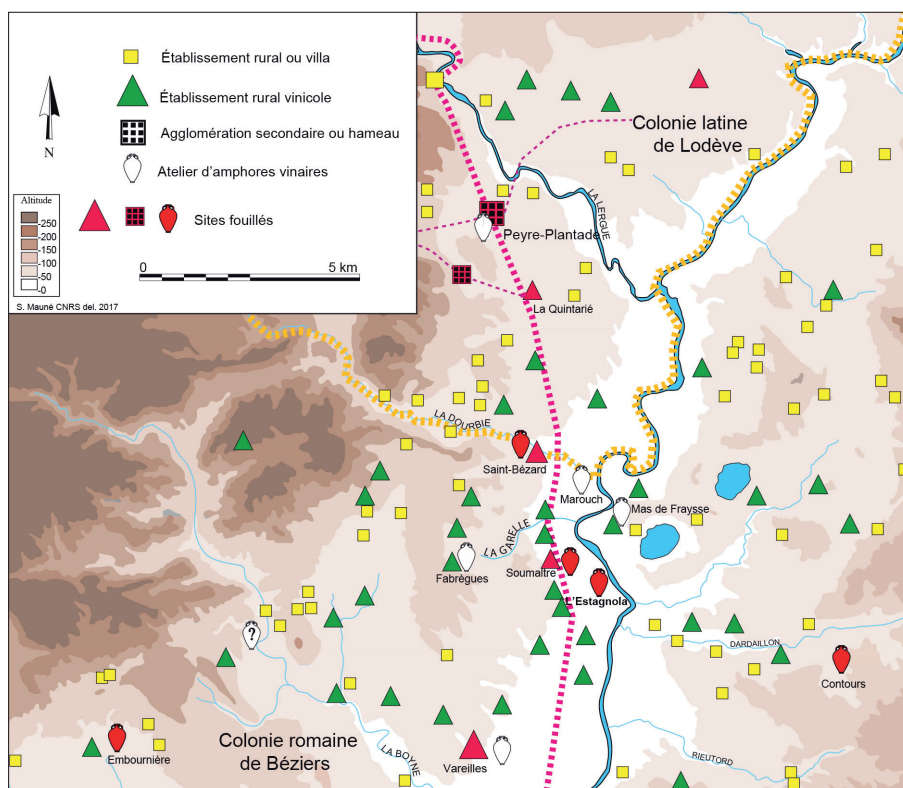 Établissement rural ou villa
Établissement rural vinicole
Agglomération secondaire ou hameau
Atelier d'amphores vinaires
Sites fouillés
N
Altitude
250
-200
-150
-100
-50
-0
0 5 km
S. Mauné CNRS del. 2017
Colonie latine
de Lodève
LA LERGUE
Peyre-Plantade
La Quintarié
LA DOURBIE
Saint-Bézard
Marouch
Mas de Fraysse
LA GARELLE
Fabrègues
Soumaltre
L'Estagnola
?
DARDAILLON
Contours
Colonie romaine
de Béziers
Embournière
LA BOYNE
Vareilles
RIEUTORD